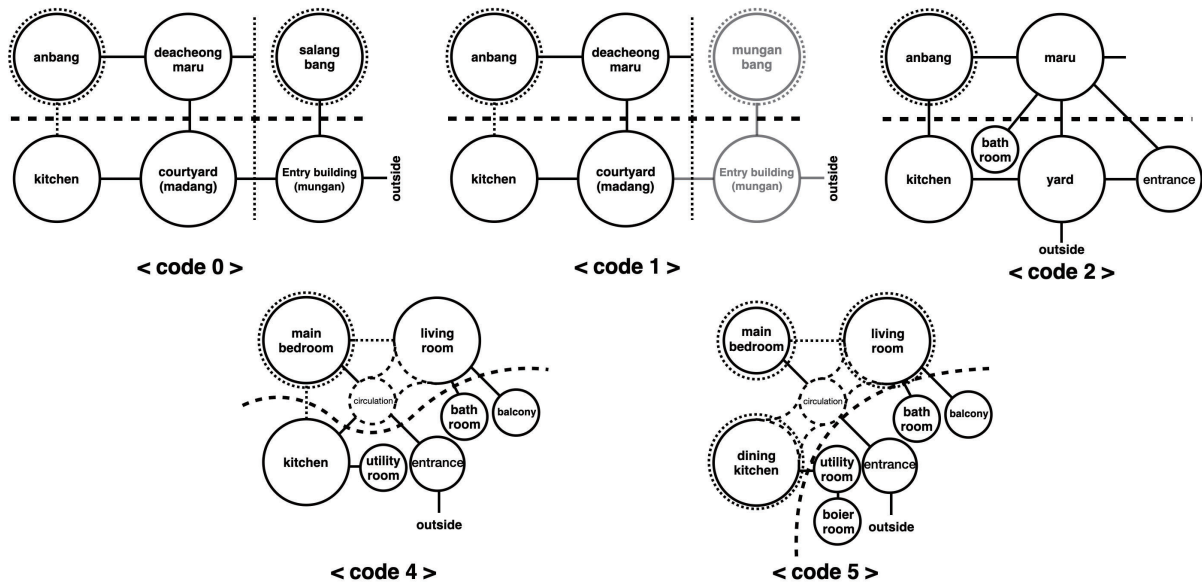 anbang
deacheong
maru
salang
bang
kitchen
courtyard
(madang)
Entry building
(mungan)
outside
< code 0 >
anbang
deacheong
maru
mungan
bang
kitchen
courtyard
(madang)
Entry building
(mungan)
outside
< code 1 >
anbang
maru
bath
room
kitchen
yard
entrance
outside
< code 2 >
main
bedroom
living
room
circulation
bath
room
balcony
kitchen
utility
room
entrance
outside
< code 4 >
main
bedroom
living
room
circulation
bath
room
balcony
dining
kitchen
utility
room
entrance
boier
room
outside
< code 5 >